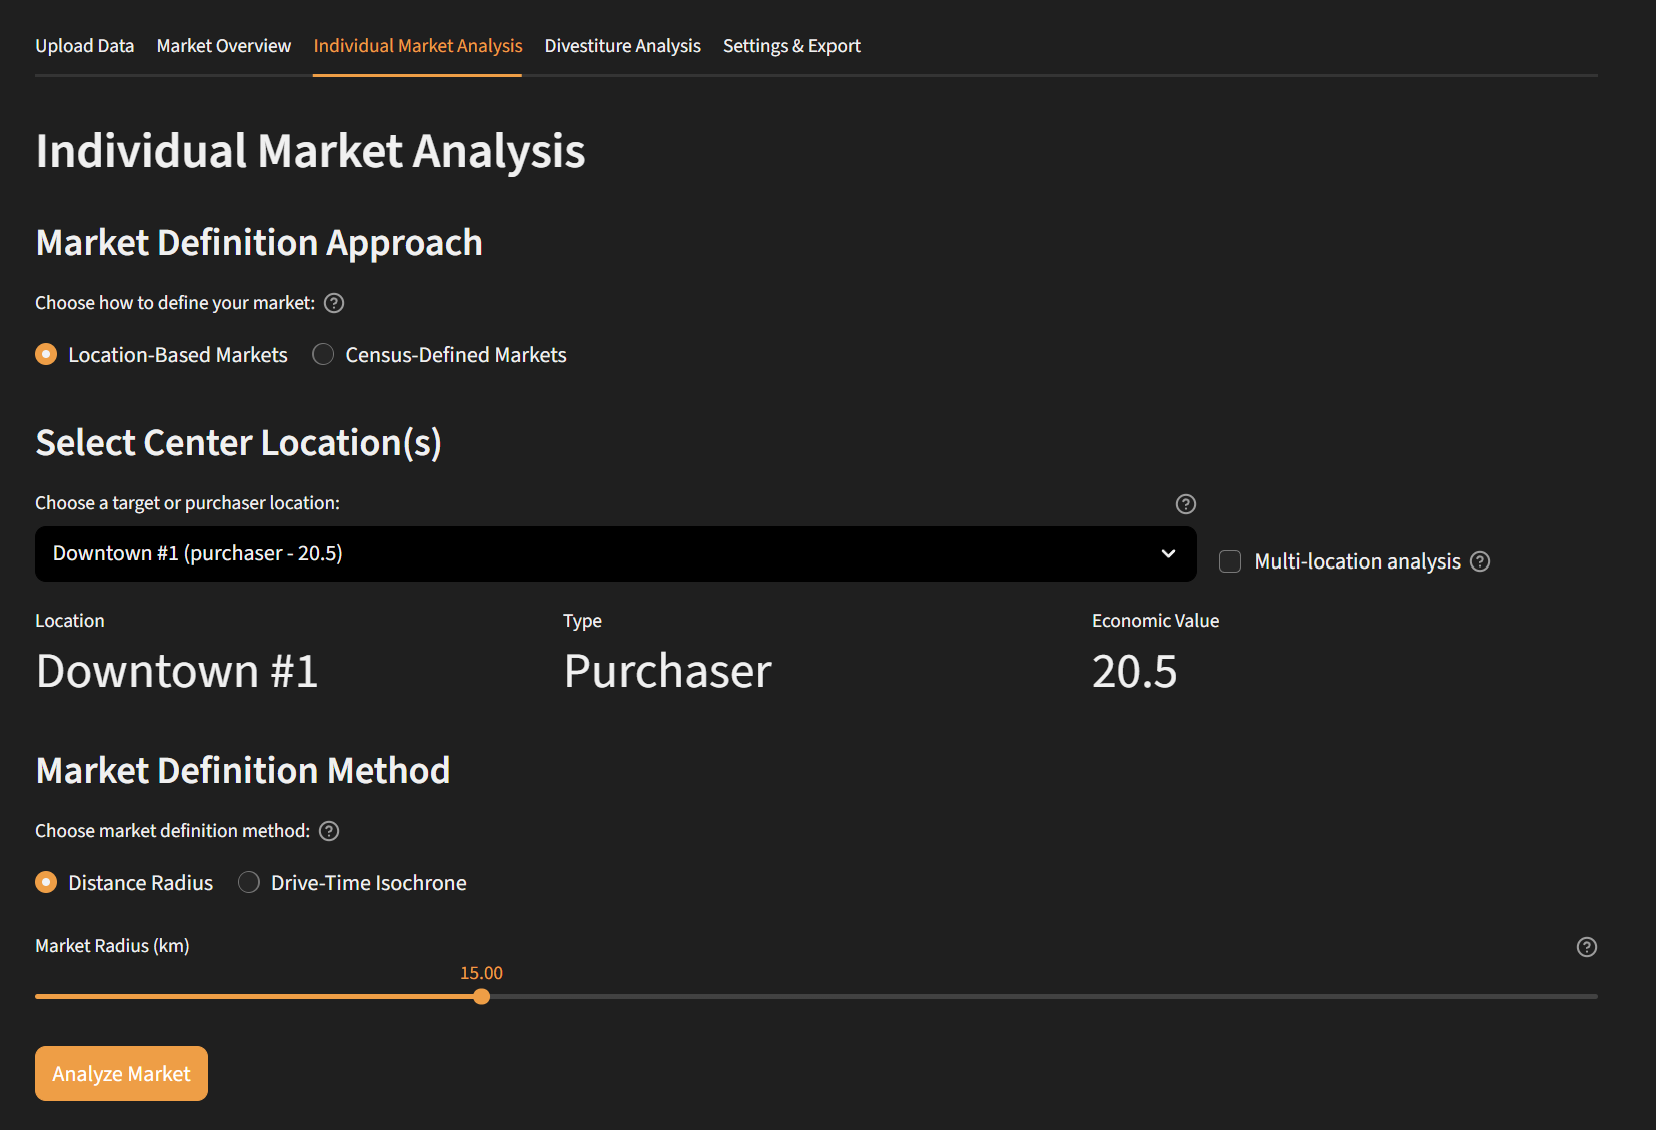 Upload Data Market Overview Individual Market Analysis Divestiture Analysis Settings & Export
Individual Market Analysis
Market Definition Approach
Choose how to define your market: ?
Location-Based Markets Census-Defined Markets
Select Center Location(s)
Choose a target or purchaser location: ?
Downtown #1 (purchaser - 20.5)
Multi-location analysis ?
Location Type Economic Value
Downtown #1 Purchaser 20.5
Market Definition Method
Choose market definition method: ?
Distance Radius Drive-Time Isochrone
Market Radius (km) ?
15.00
Analyze Market